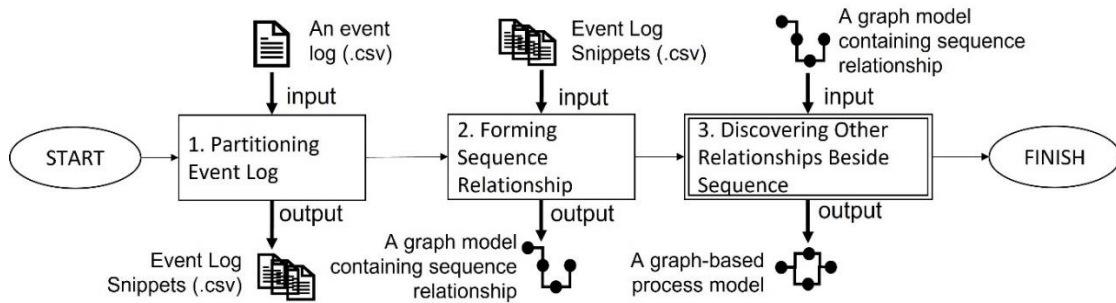 An event
log (.csv)
input
Event Log
Snippets (.csv)
input
A graph model
containing sequence
relationship
input
START
1. Partitioning
Event Log
2. Forming
Sequence
Relationship
3. Discovering Other
Relationships Beside
Sequence
FINISH
output
Event Log
Snippets (.csv)
output
A graph model
containing sequence
relationship
output
A graph-based
process model